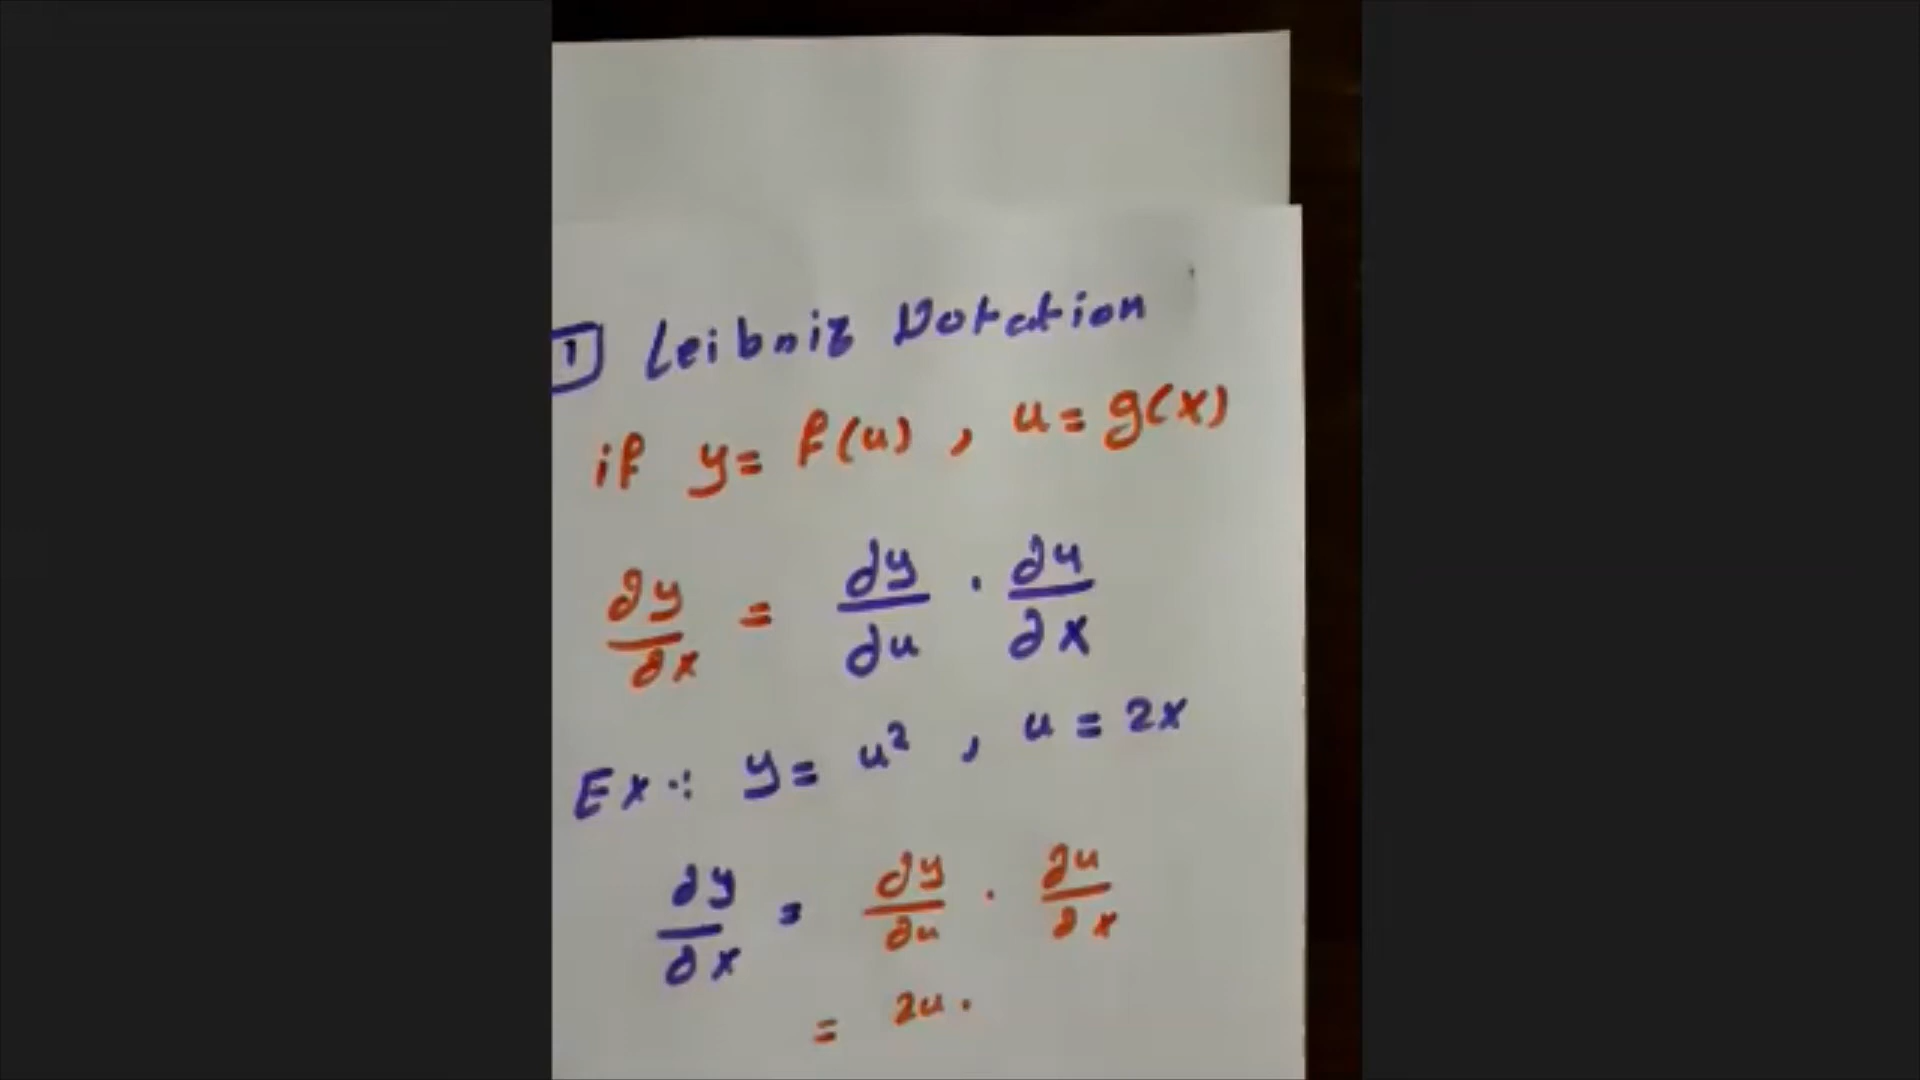 1 Leibniz Notation
if y = f(u) , u = g(x)
∂y/∂x = ∂y/∂u · ∂u/∂x
Ex.: y = u² , u = 2x
∂y/∂x = ∂y/∂u · ∂u/∂x
= 2u ·